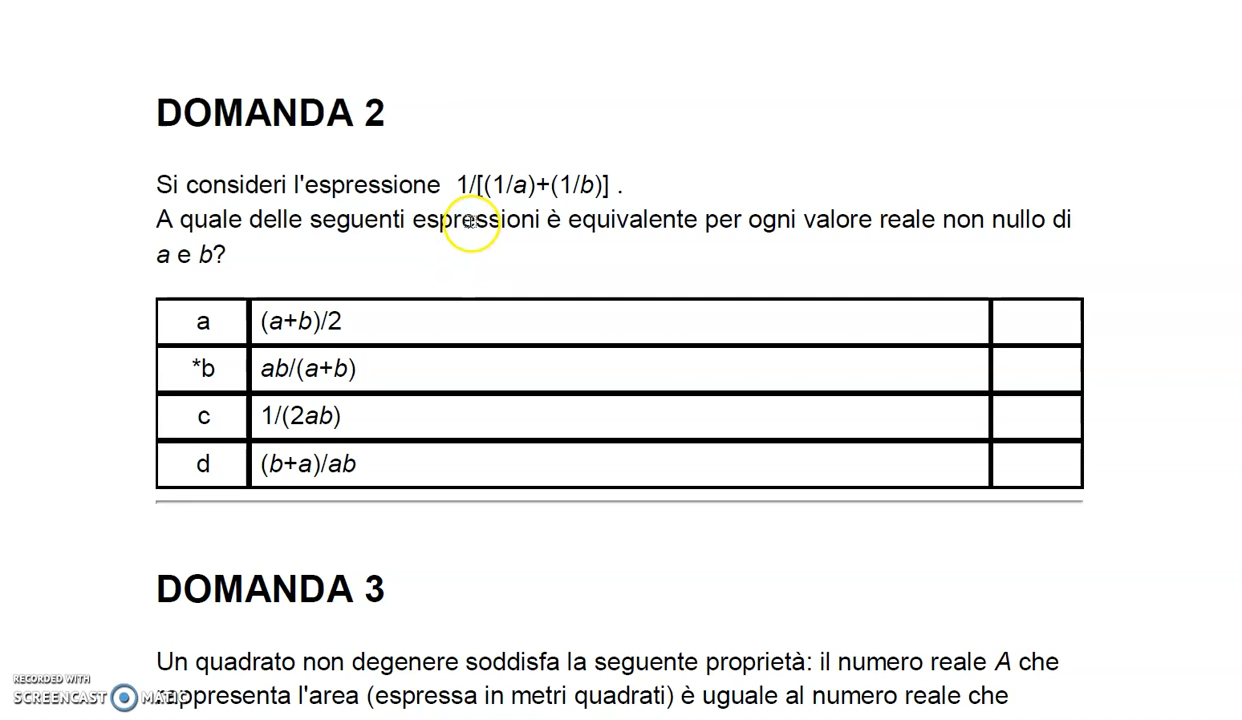 DOMANDA 2
Si consideri l'espressione 1/[(1/a)+(1/b)] .
A quale delle seguenti espressioni è equivalente per ogni valore reale non nullo di
a e b?
a (a+b)/2
*b ab/(a+b)
c 1/(2ab)
d (b+a)/ab
DOMANDA 3
Un quadrato non degenere soddisfa la seguente proprietà: il numero reale A che
rappresenta l'area (espressa in metri quadrati) è uguale al numero reale che
RECORDED WITH
SCREENCAST MATIC